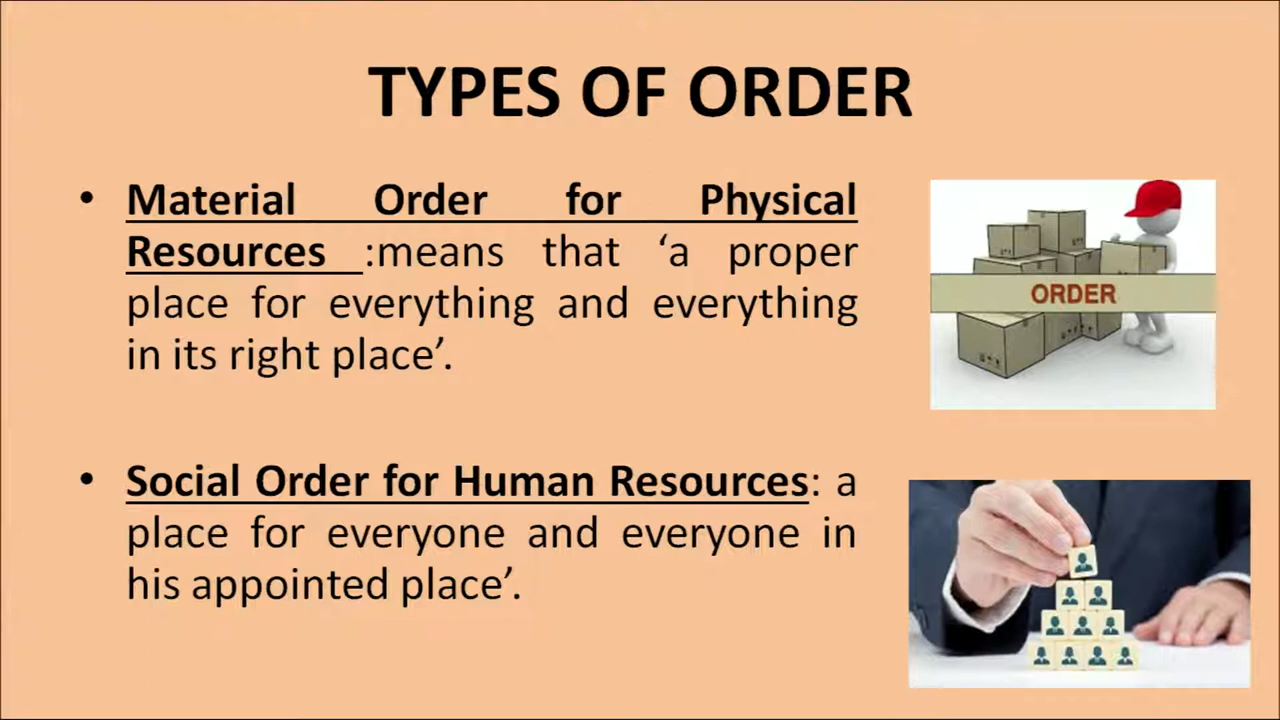 TYPES OF ORDER
• Material Order for Physical
Resources :means that ‘a proper
place for everything and everything
in its right place’.
ORDER
• Social Order for Human Resources: a
place for everyone and everyone in
his appointed place’.